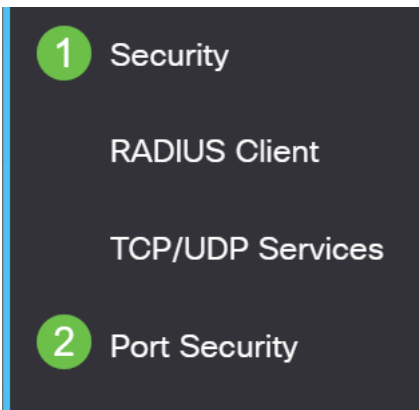 1 Security
RADIUS Client
TCP/UDP Services
2 Port Security